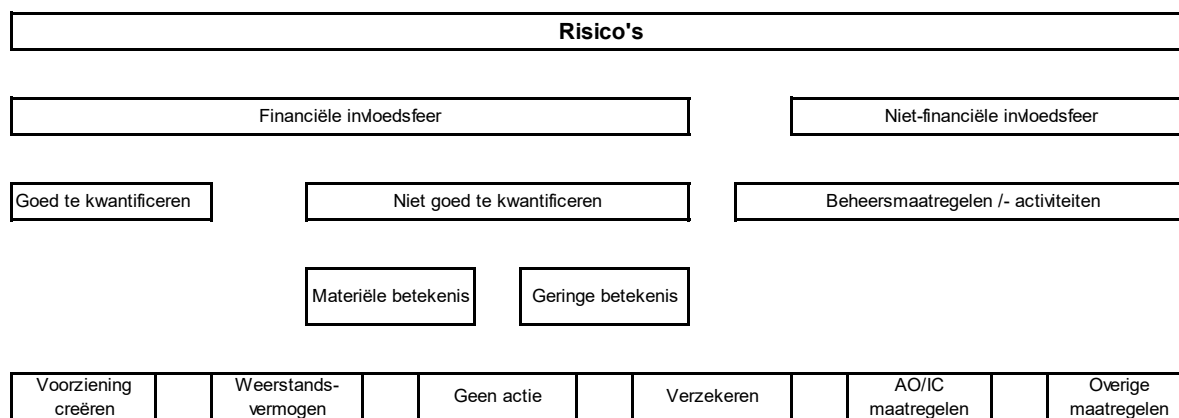 Risico's
Financiële invloedsfeer
Niet-financiële invloedsfeer
Goed te kwantificeren
Niet goed te kwantificeren
Beheersmaatregelen /- activiteiten
Materiële betekenis
Geringe betekenis
Voorziening
creëren
Weerstands-
vermogen
Geen actie
Verzekeren
AO/IC
maatregelen
Overige
maatregelen